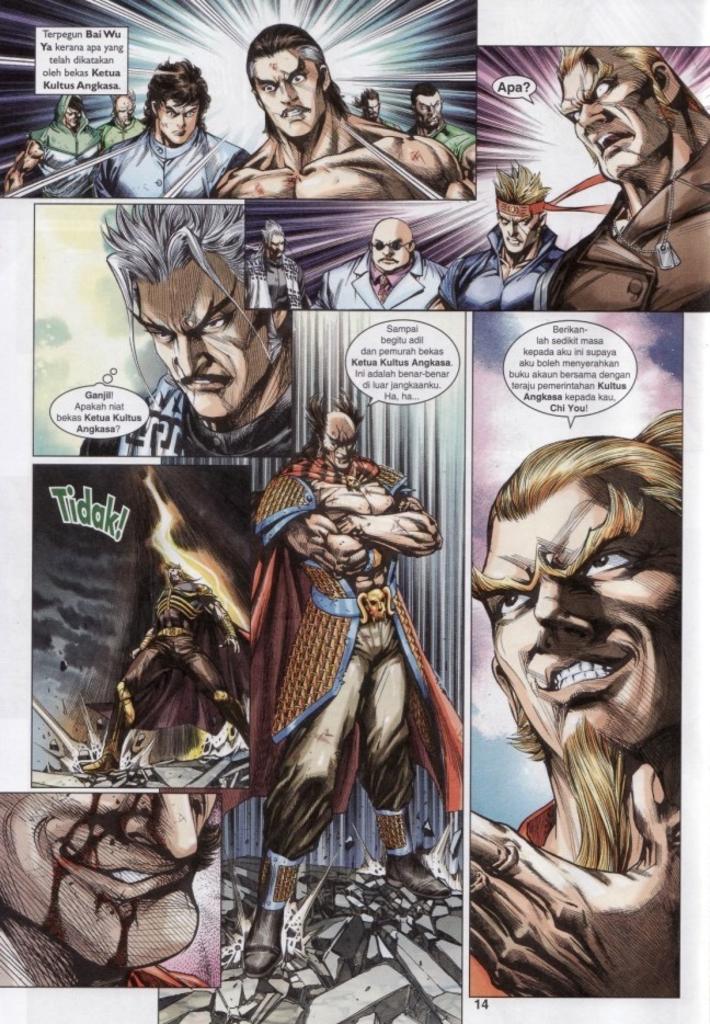 Terpegun Bai Wu
Ya kerana apa yang
telah dikatakan
oleh bekas Ketua
Kultus Angkasa.
Apa?
Ganjil!
Apakah niat
bekas Ketua Kultus
Angkasa?
Sampai
begitu adil
dan pemurah bekas
Ketua Kultus Angkasa.
Ini adalah benar-benar
di luar jangkaanku.
Ha, ha...
Berikan-
lah sedikit masa
kepada aku ini supaya
aku boleh menyerahkan
buku akaun bersama dengan
teraju pemerintahan Kultus
Angkasa kepada kau,
Chi You!
Tidak!
14